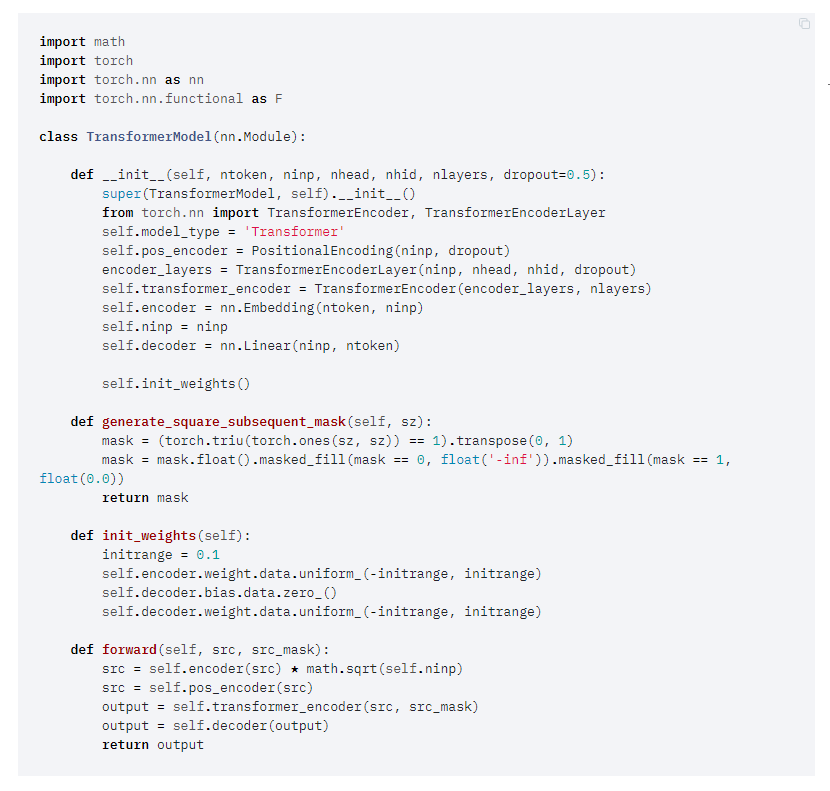 import math
import torch
import torch.nn as nn
import torch.nn.functional as F

class TransformerModel(nn.Module):

    def __init__(self, ntoken, ninp, nhead, nhid, nlayers, dropout=0.5):
        super(TransformerModel, self).__init__()
        from torch.nn import TransformerEncoder, TransformerEncoderLayer
        self.model_type = 'Transformer'
        self.pos_encoder = PositionalEncoding(ninp, dropout)
        encoder_layers = TransformerEncoderLayer(ninp, nhead, nhid, dropout)
        self.transformer_encoder = TransformerEncoder(encoder_layers, nlayers)
        self.encoder = nn.Embedding(ntoken, ninp)
        self.ninp = ninp
        self.decoder = nn.Linear(ninp, ntoken)

        self.init_weights()

    def generate_square_subsequent_mask(self, sz):
        mask = (torch.triu(torch.ones(sz, sz)) == 1).transpose(0, 1)
        mask = mask.float().masked_fill(mask == 0, float('-inf')).masked_fill(mask == 1,
float(0.0))
        return mask

    def init_weights(self):
        initrange = 0.1
        self.encoder.weight.data.uniform_(-initrange, initrange)
        self.decoder.bias.data.zero_()
        self.decoder.weight.data.uniform_(-initrange, initrange)

    def forward(self, src, src_mask):
        src = self.encoder(src) * math.sqrt(self.ninp)
        src = self.pos_encoder(src)
        output = self.transformer_encoder(src, src_mask)
        output = self.decoder(output)
        return output